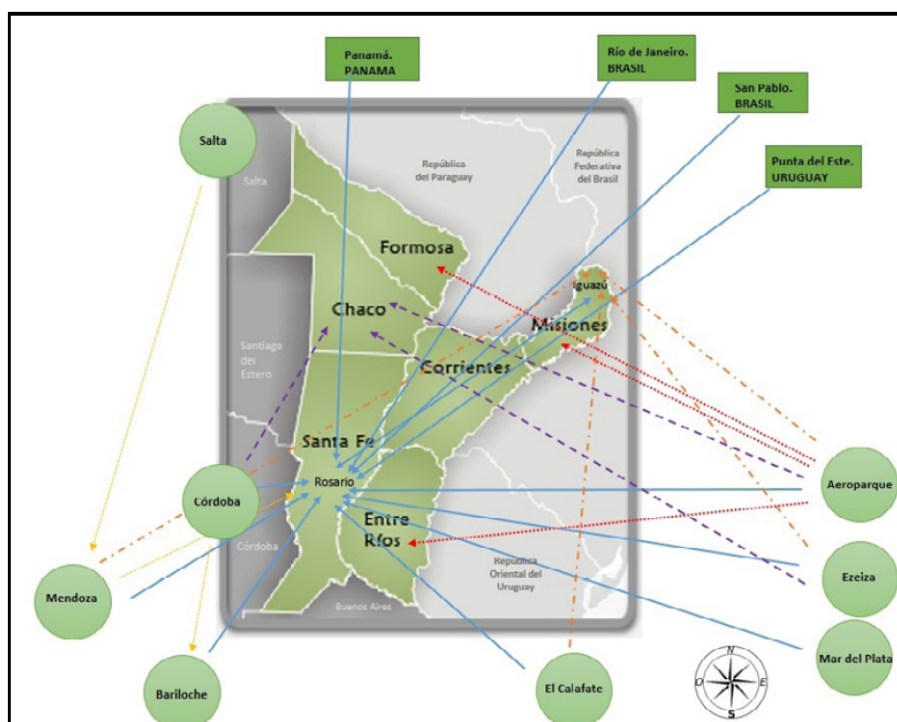 Panamá.
PANAMA
Río de Janeiro.
BRASIL
San Pablo.
BRASIL
Punta del Este.
URUGUAY
Salta
Salta
República
del Paraguay
República
Federativa
del Brasil
Formosa
Iguazú
Chaco
Misiones
Santiago
del
Estero
Corrientes
Santa Fe
Rosario
Córdoba
Aeroparque
Entre
Ríos
Córdoba
República
Oriental del
Uruguay
Ezeiza
Mendoza
Buenos Aires
Mar del Plata
Bariloche
El Calafate
N
O
E
S